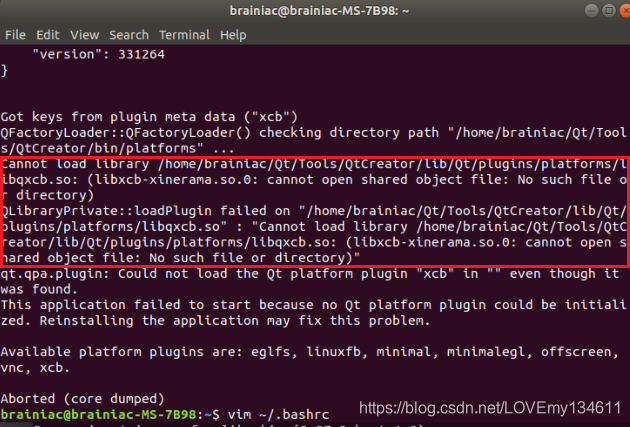 brainiac@brainiac-MS-7B98: ~
File Edit View Search Terminal Help
"version": 331264
}
Got keys from plugin meta data ("xcb")
QFactoryLoader::QFactoryLoader() checking directory path "/home/brainiac/Qt/Tool
s/QtCreator/bin/platforms" ...
Cannot load library /home/brainiac/Qt/Tools/QtCreator/lib/Qt/plugins/platforms/l
ibqxcb.so: (libxcb-xinerama.so.0: cannot open shared object file: No such file o
r directory)
QLibraryPrivate::loadPlugin failed on "/home/brainiac/Qt/Tools/QtCreator/lib/Qt/
plugins/platforms/libqxcb.so" : "Cannot load library /home/brainiac/Qt/Tools/QtC
reator/lib/Qt/plugins/platforms/libqxcb.so: (libxcb-xinerama.so.0: cannot open s
hared object file: No such file or directory)"
qt.qpa.plugin: Could not load the Qt platform plugin "xcb" in "" even though it
was found.
This application failed to start because no Qt platform plugin could be initiali
zed. Reinstalling the application may fix this problem.
Available platform plugins are: eglfs, linuxfb, minimal, minimalegl, offscreen,
vnc, xcb.
Aborted (core dumped)
brainiac@brainiac-MS-7B98:~$ vim ~/.bashrc
https://blog.csdn.net/LOVEmy134611